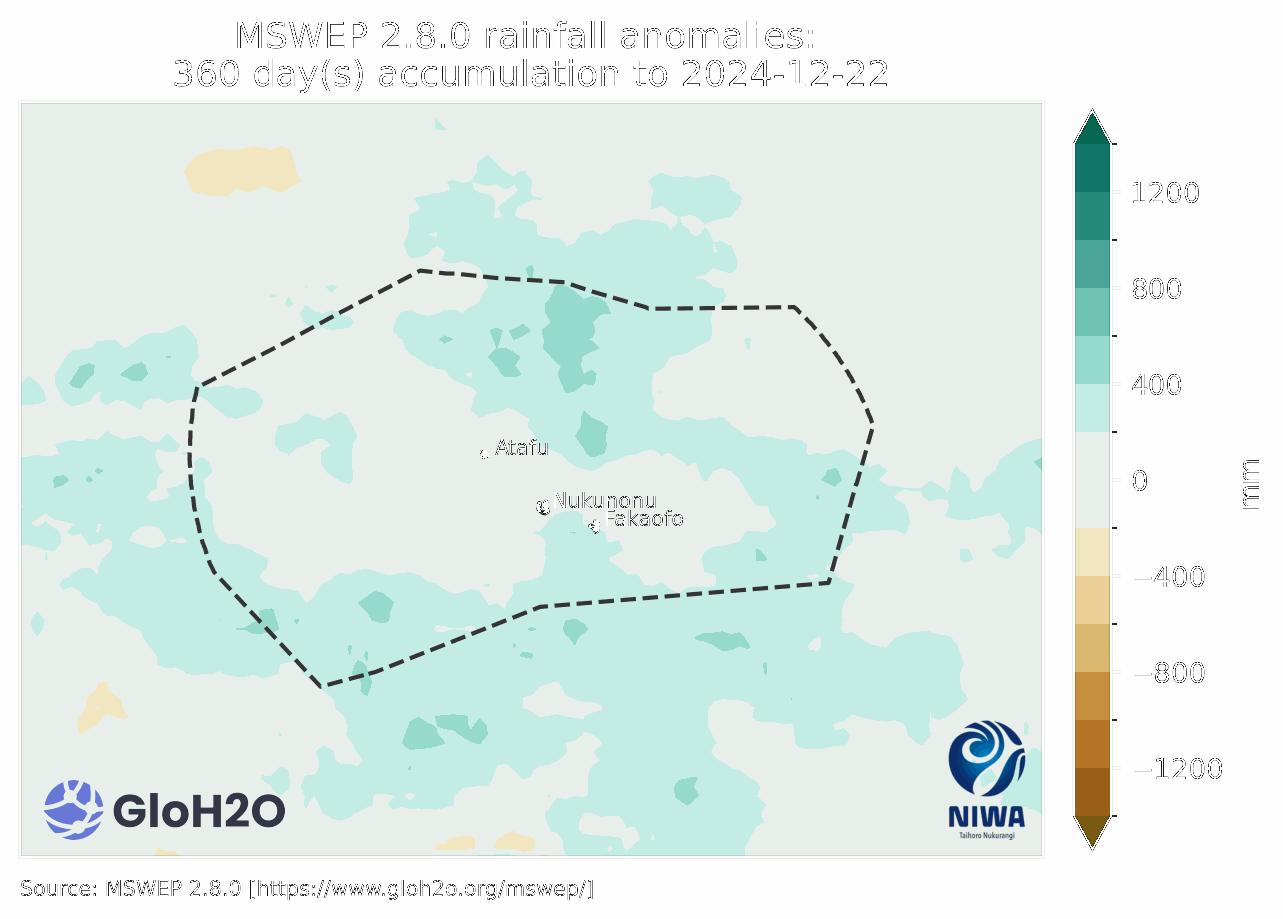 MSWEP 2.8.0 rainfall anomalies:
360 day(s) accumulation to 2024-12-22
1200
800
400
0
−400
−800
−1200
mm
Atafu
Nukunonu
Fakaofo
GloH2O
NIWA
Taihoro Nukurangi
Source: MSWEP 2.8.0 [https://www.gloh2o.org/mswep/]